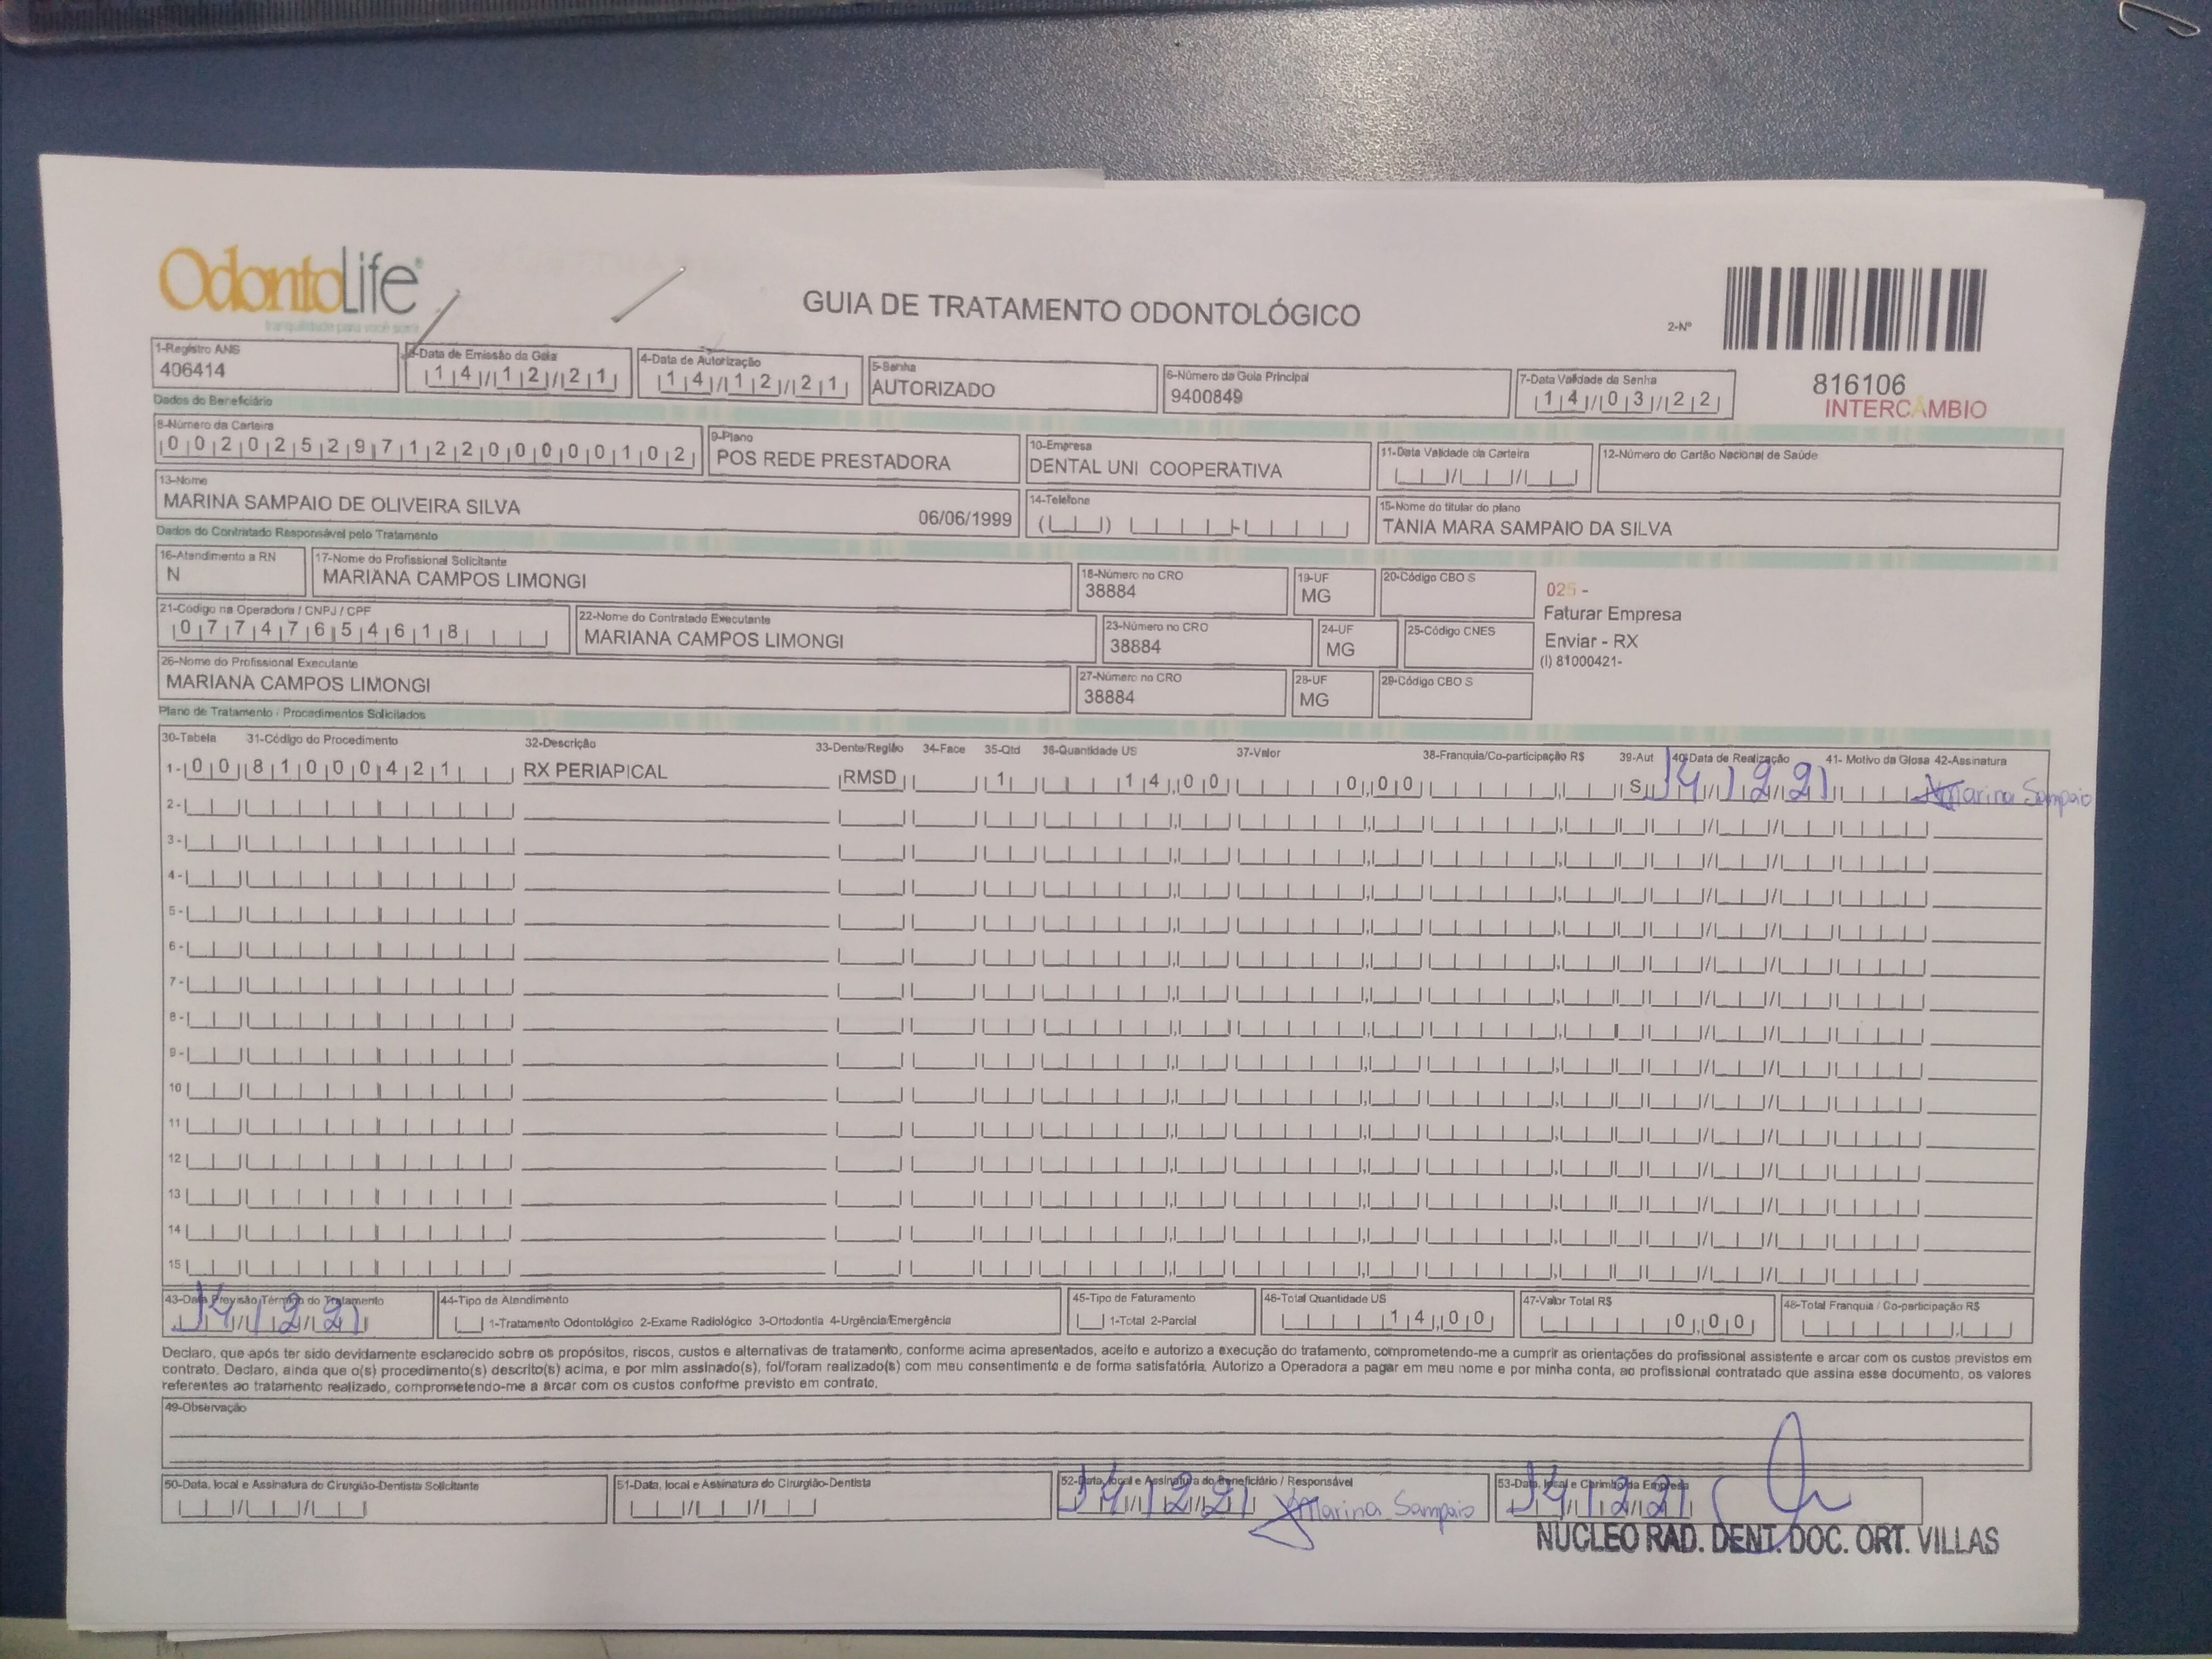 OdontoLife
tranquilidade para você sorrir
GUIA DE TRATAMENTO ODONTOLÓGICO
2-Nº
816106
INTERCÂMBIO
1-Registro ANS
406414
3-Data de Emissão da Guia
14/12/21
4-Data de Autorização
14/12/21
5-Senha
AUTORIZADO
6-Número da Guia Principal
9400849
7-Data Validade da Senha
14/03/22
Dados do Beneficiário
8-Número da Carteira
00202529712200000102
9-Plano
POS REDE PRESTADORA
10-Empresa
DENTAL UNI COOPERATIVA
11-Data Validade da Carteira
12-Número do Cartão Nacional de Saúde
13-Nome
MARINA SAMPAIO DE OLIVEIRA SILVA 06/06/1999
14-Telefone
15-Nome do titular do plano
TANIA MARA SAMPAIO DA SILVA
Dados do Contratado Responsável pelo Tratamento
16-Atendimento a RN
N
17-Nome do Profissional Solicitante
MARIANA CAMPOS LIMONGI
18-Número no CRO
38884
19-UF
MG
20-Código CBO S
025 -
Faturar Empresa
Enviar - RX
(I) 81000421-
21-Código na Operadora / CNPJ / CPF
07747654618
22-Nome do Contratado Executante
MARIANA CAMPOS LIMONGI
23-Número no CRO
38884
24-UF
MG
25-Código CNES
26-Nome do Profissional Executante
MARIANA CAMPOS LIMONGI
27-Número no CRO
38884
28-UF
MG
29-Código CBO S
Plano de Tratamento / Procedimentos Solicitados
30-Tabela 31-Código do Procedimento 32-Descrição 33-Dente/Região 34-Face 35-Qtd 36-Quantidade US 37-Valor 38-Franquia/Co-participação R$ 39-Aut 40-Data de Realização 41- Motivo da Glosa 42-Assinatura
1- 00 81000421 RX PERIAPICAL RMSD 1 14,00 0,00 S 14/12/21 Marina Sampaio
2-
3-
4-
5-
6-
7-
8-
9-
10
11
12
13
14
15
43-Data Previsão Término do Tratamento
14/12/21
44-Tipo de Atendimento
1-Tratamento Odontológico 2-Exame Radiológico 3-Ortodontia 4-Urgência/Emergência
45-Tipo de Faturamento
1-Total 2-Parcial
46-Total Quantidade US
14,00
47-Valor Total R$
0,00
48-Total Franquia / Co-participação R$
Declaro, que após ter sido devidamente esclarecido sobre os propósitos, riscos, custos e alternativas de tratamento, conforme acima apresentados, aceito e autorizo a execução do tratamento, comprometendo-me a cumprir as orientações do profissional assistente e arcar com os custos previstos em
contrato. Declaro, ainda que o(s) procedimento(s) descrito(s) acima, e por mim assinado(s), foi/foram realizado(s) com meu consentimento e de forma satisfatória. Autorizo a Operadora a pagar em meu nome e por minha conta, ao profissional contratado que assina esse documento, os valores
referentes ao tratamento realizado, comprometendo-me a arcar com os custos conforme previsto em contrato.
49-Observação
50-Data, local e Assinatura do Cirurgião-Dentista Solicitante
51-Data, local e Assinatura do Cirurgião-Dentista
52-Data, local e Assinatura do Beneficiário / Responsável
14/12/21 Marina Sampaio
53-Data, local e Carimbo da Empresa
14/12/21
NUCLEO RAD. DENT. DOC. ORT. VILLAS